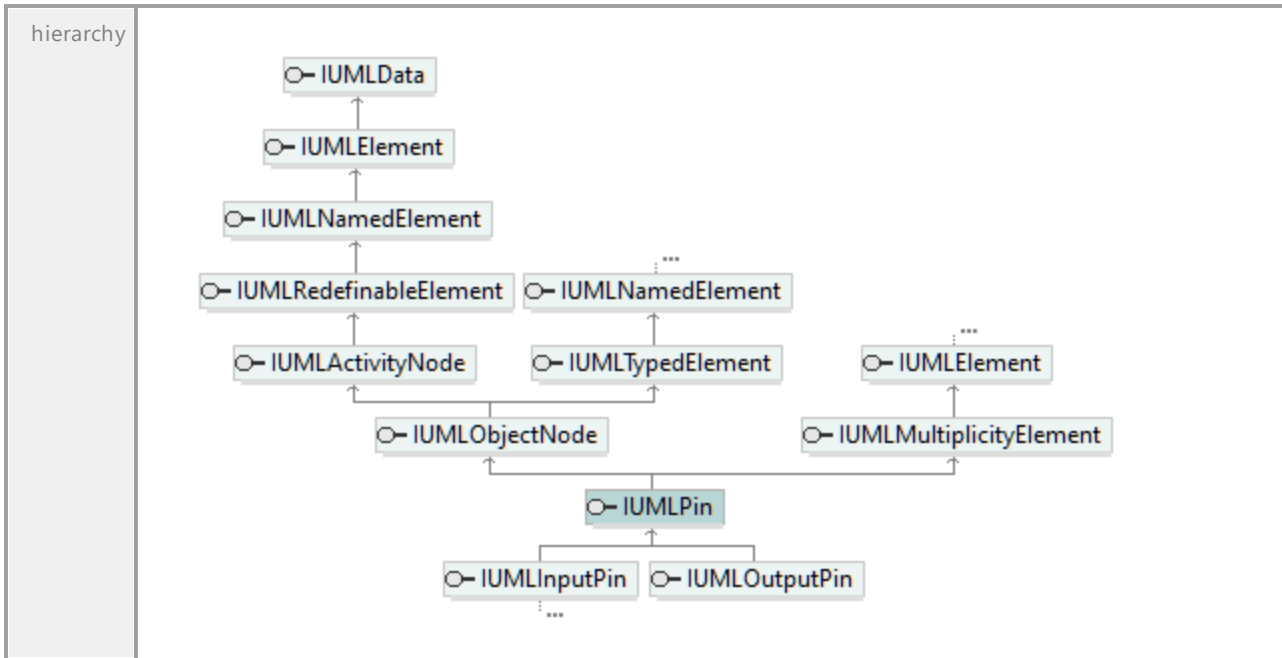 hierarchy
IUMLData
IUMLElement
IUMLNamedElement
...
IUMLRedefinableElement
IUMLNamedElement
...
IUMLActivityNode
IUMLTypedElement
IUMLElement
IUMLObjectNode
IUMLMultiplicityElement
IUMLPin
IUMLInputPin
IUMLOutputPin
...